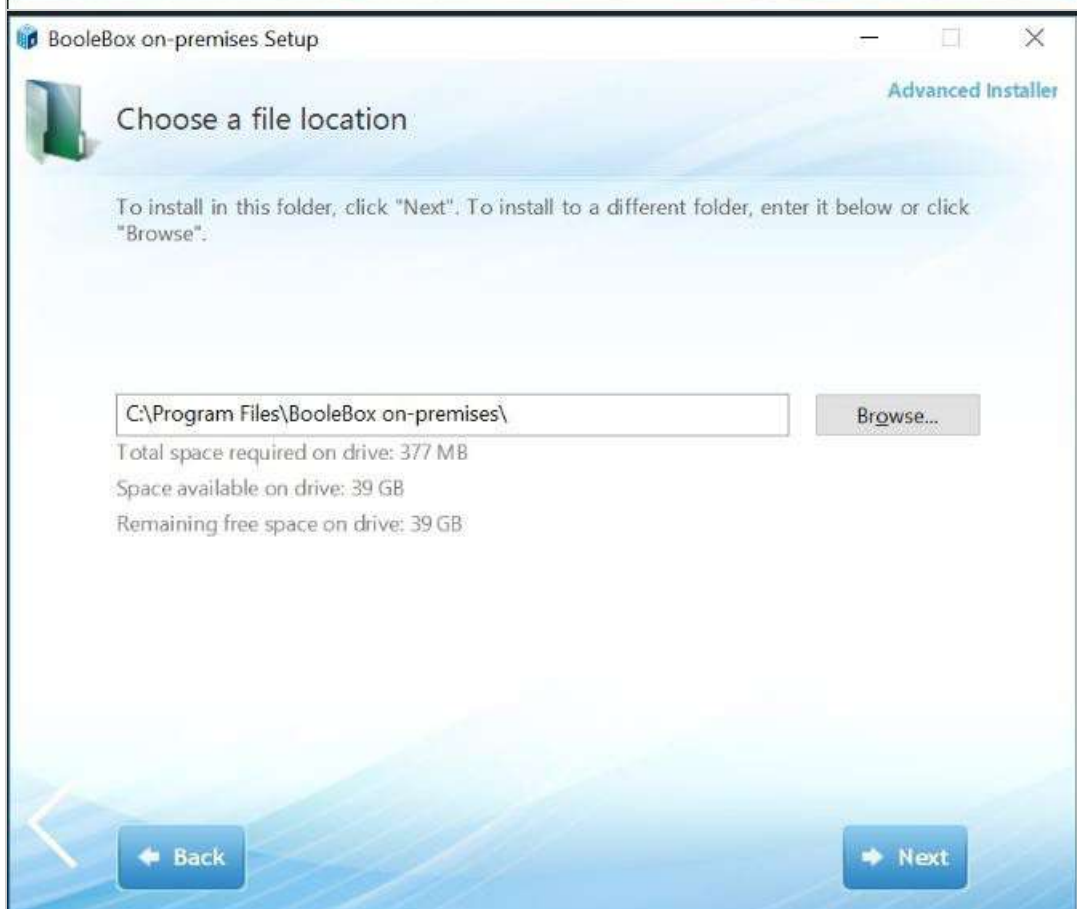 BooleBox on-premises Setup
Advanced Installer
Choose a file location
To install in this folder, click "Next". To install to a different folder, enter it below or click
"Browse".
C:\Program Files\BooleBox on-premises\
Browse...
Total space required on drive: 377 MB
Space available on drive: 39 GB
Remaining free space on drive: 39 GB
Back
Next